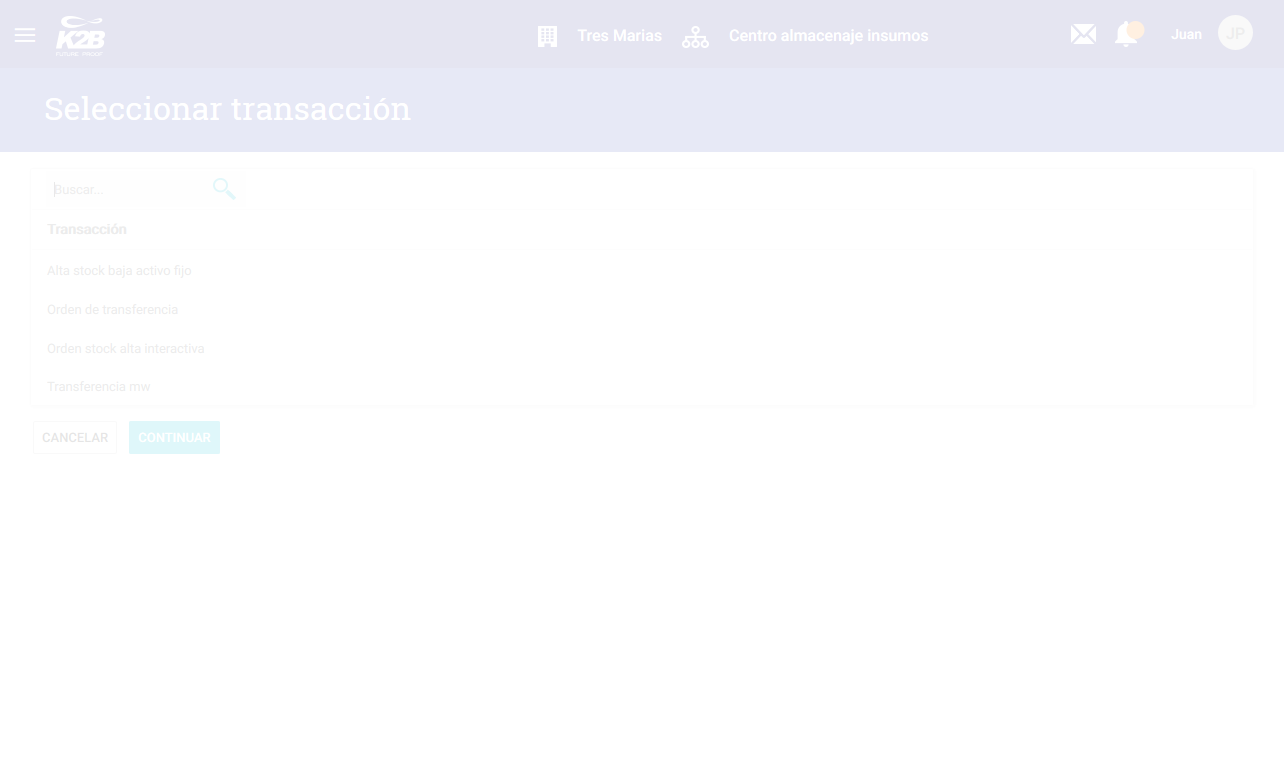 K2B
FUTURE PROOF
Tres Marias
Centro almacenaje insumos
Juan
JP
Seleccionar transacción
Buscar...
Transacción
Alta stock baja activo fijo
Orden de transferencia
Orden stock alta interactiva
Transferencia mw
CANCELAR
CONTINUAR